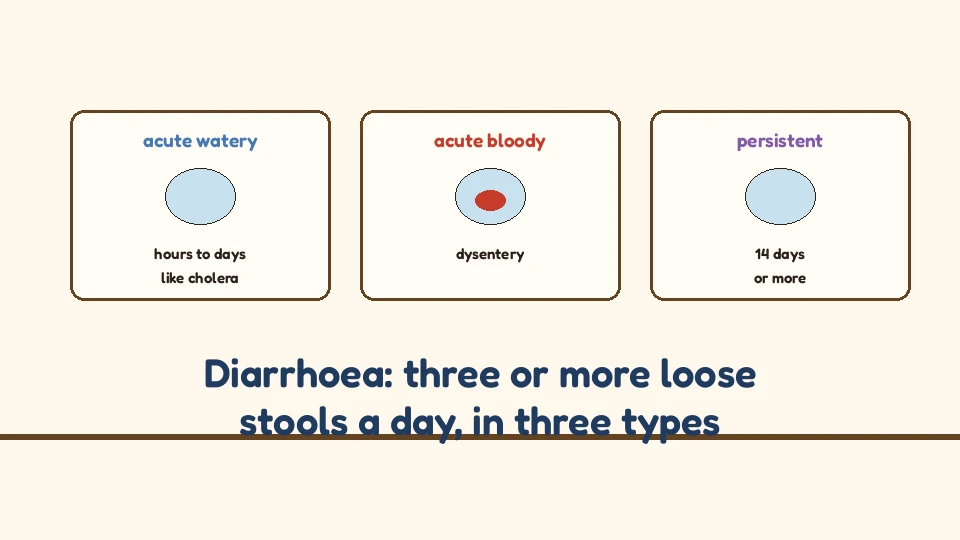 acute watery
hours to days
like cholera
acute bloody
dysentery
persistent
14 days
or more
Diarrhoea: three or more loose
stools a day, in three types